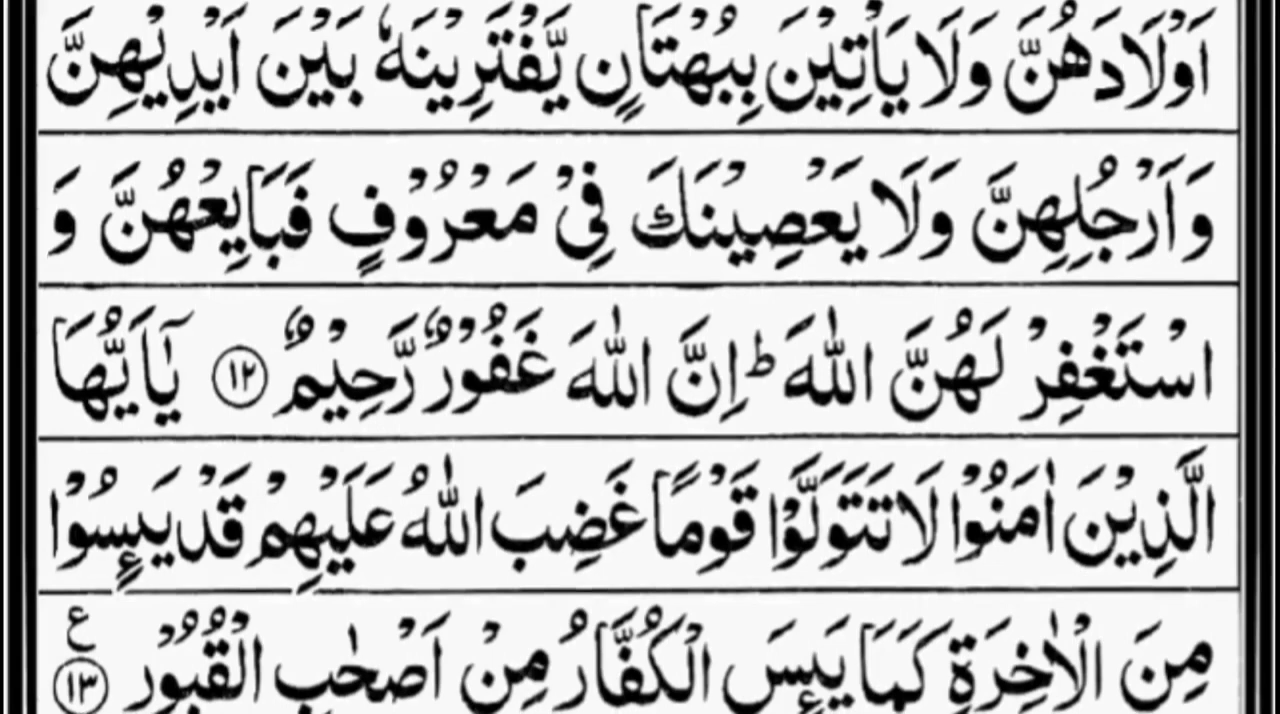 اَوْلَادَهُنَّ وَلَا يَاْتِيْنَ بِبُهْتَانٍ يَّفْتَرِيْنَهٗ بَيْنَ اَيْدِيْهِنَّ
وَاَرْجُلِهِنَّ وَلَا يَعْصِيْنَكَ فِيْ مَعْرُوْفٍ فَبَايِعْهُنَّ وَ
اسْتَغْفِرْ لَهُنَّ اللّٰهَ ؕ اِنَّ اللّٰهَ غَفُوْرٌ رَّحِيْمٌ ۱۲ يٰۤاَيُّهَا
الَّذِيْنَ اٰمَنُوْا لَا تَتَوَلَّوْا قَوْمًا غَضِبَ اللّٰهُ عَلَيْهِمْ قَدْ يَىِٕسُوْا
مِنَ الْاٰخِرَةِ كَمَا يَىِٕسَ الْكُفَّارُ مِنْ اَصْحٰبِ الْقُبُوْرِ ۱۳ ع